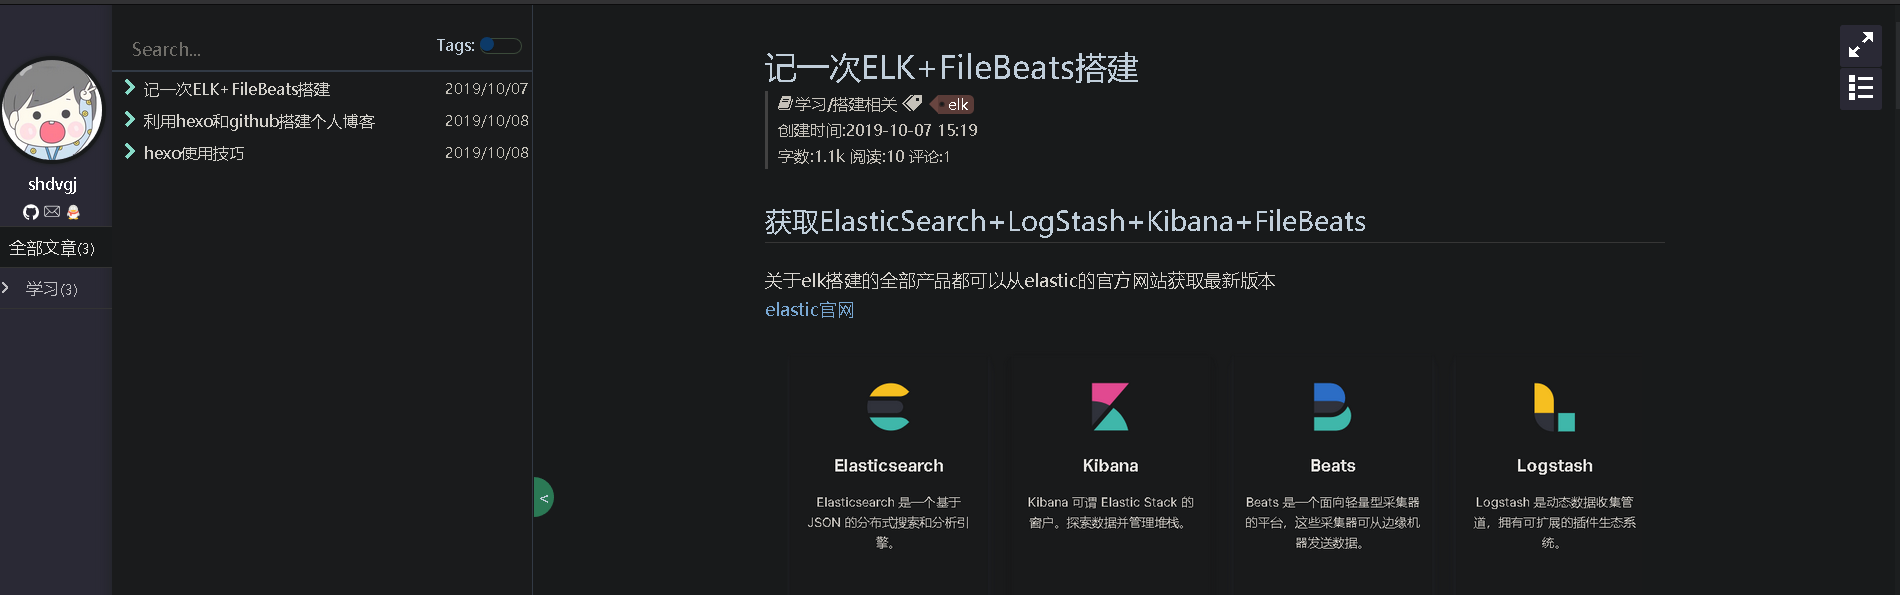 Search...
Tags:
记一次ELK+FileBeats搭建 2019/10/07
利用hexo和github搭建个人博客 2019/10/08
hexo使用技巧 2019/10/08
shdvgj
全部文章(3)
学习(3)
<
记一次ELK+FileBeats搭建
学习/搭建相关 elk
创建时间:2019-10-07 15:19
字数:1.1k 阅读:10 评论:1
获取ElasticSearch+LogStash+Kibana+FileBeats
关于elk搭建的全部产品都可以从elastic的官方网站获取最新版本
elastic官网
Elasticsearch
Elasticsearch 是一个基于
JSON 的分布式搜索和分析引
擎。
Kibana
Kibana 可谓 Elastic Stack 的
窗户。探索数据并管理堆栈。
Beats
Beats 是一个面向轻量型采集器
的平台，这些采集器可从边缘机
器发送数据。
Logstash
Logstash 是动态数据收集管
道，拥有可扩展的插件生态系
统。